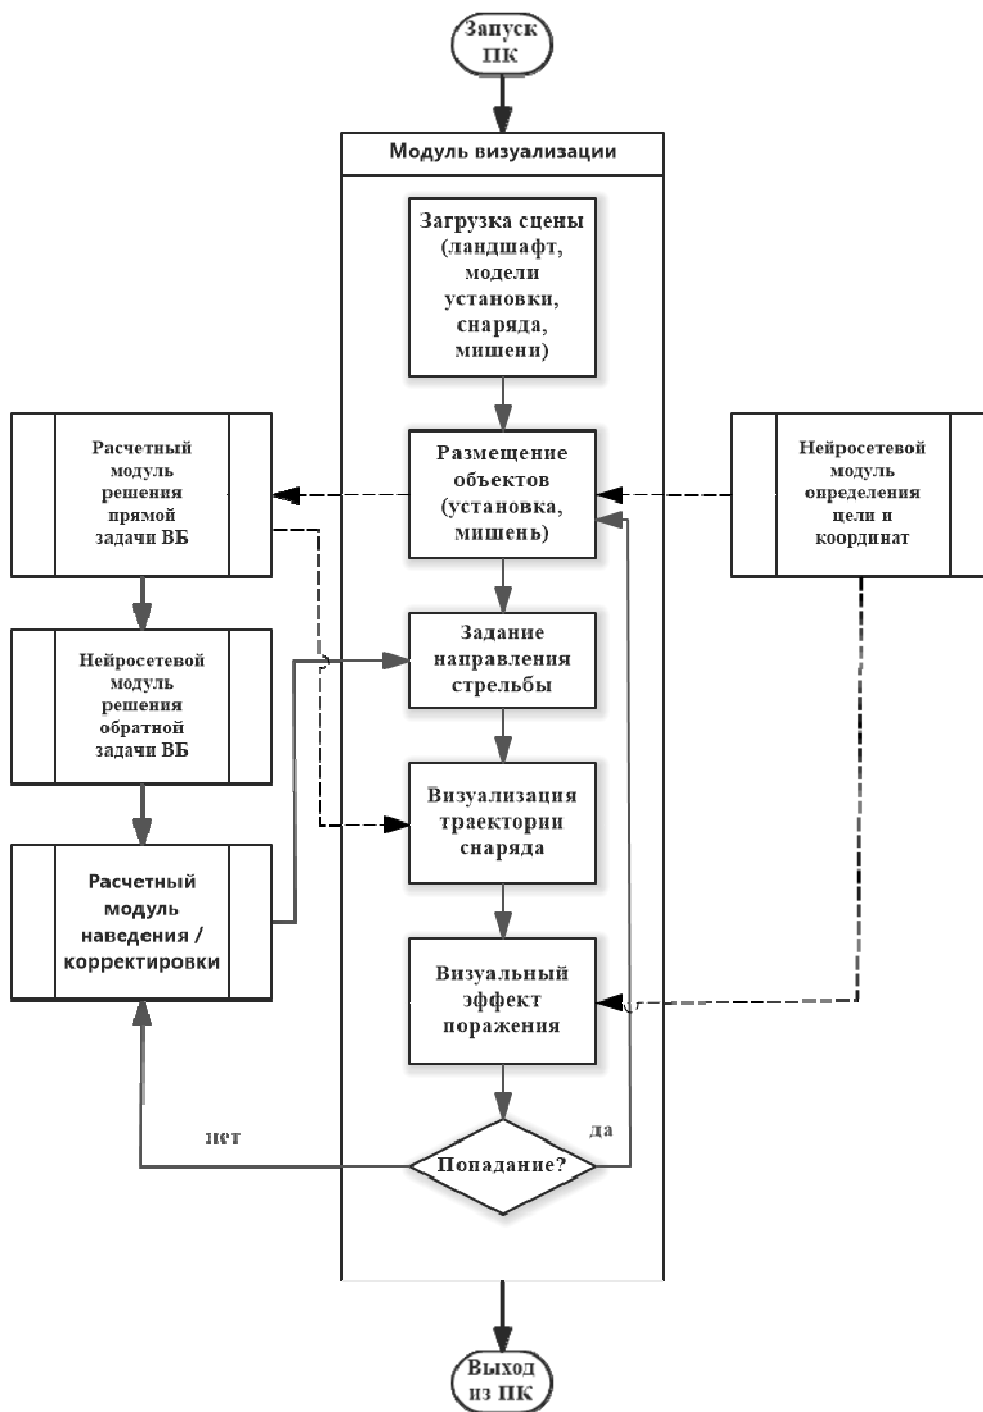 Запуск
ПК
Модуль визуализации
Загрузка сцены
(ландшафт,
модели
установки,
снаряда,
мишени)
Расчетный
модуль
решения
прямой
задачи ВБ
Размещение
объектов
(установка,
мишень)
Нейросетевой
модуль
определения
цели и
координат
Нейросетевой
модуль
решения
обратной
задачи ВБ
Задание
направления
стрельбы
Визуализация
траектории
снаряда
Расчетный
модуль
наведения /
корректировки
Визуальный
эффект
поражения
нет
да
Попадание?
Выход
из ПК